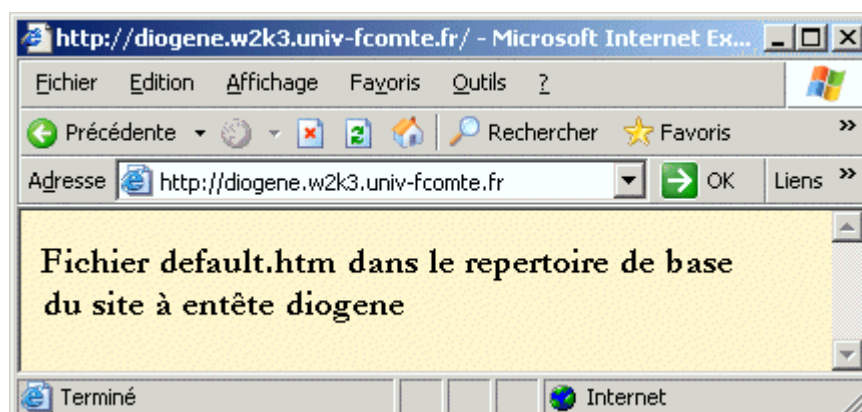 http://diogene.w2k3.univ-fcomte.fr/ - Microsoft Internet Ex...
Fichier Edition Affichage Favoris Outils ?
Précédente Rechercher Favoris »
Adresse http://diogene.w2k3.univ-fcomte.fr OK Liens »
Fichier default.htm dans le repertoire de base
du site à entête diogene
Terminé Internet